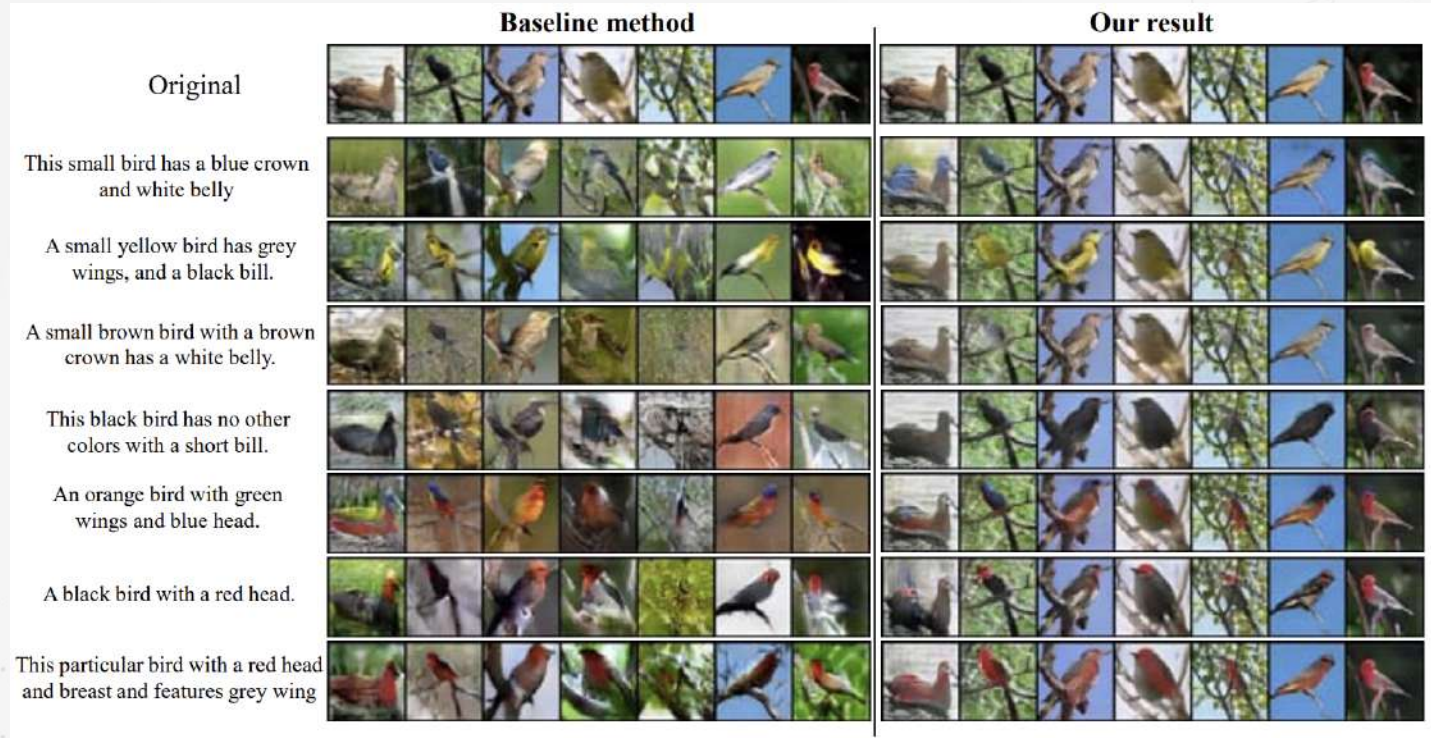 Baseline method
Our result
Original
This small bird has a blue crown
and white belly
A small yellow bird has grey
wings, and a black bill.
A small brown bird with a brown
crown has a white belly.
This black bird has no other
colors with a short bill.
An orange bird with green
wings and blue head.
A black bird with a red head.
This particular bird with a red head
and breast and features grey wing